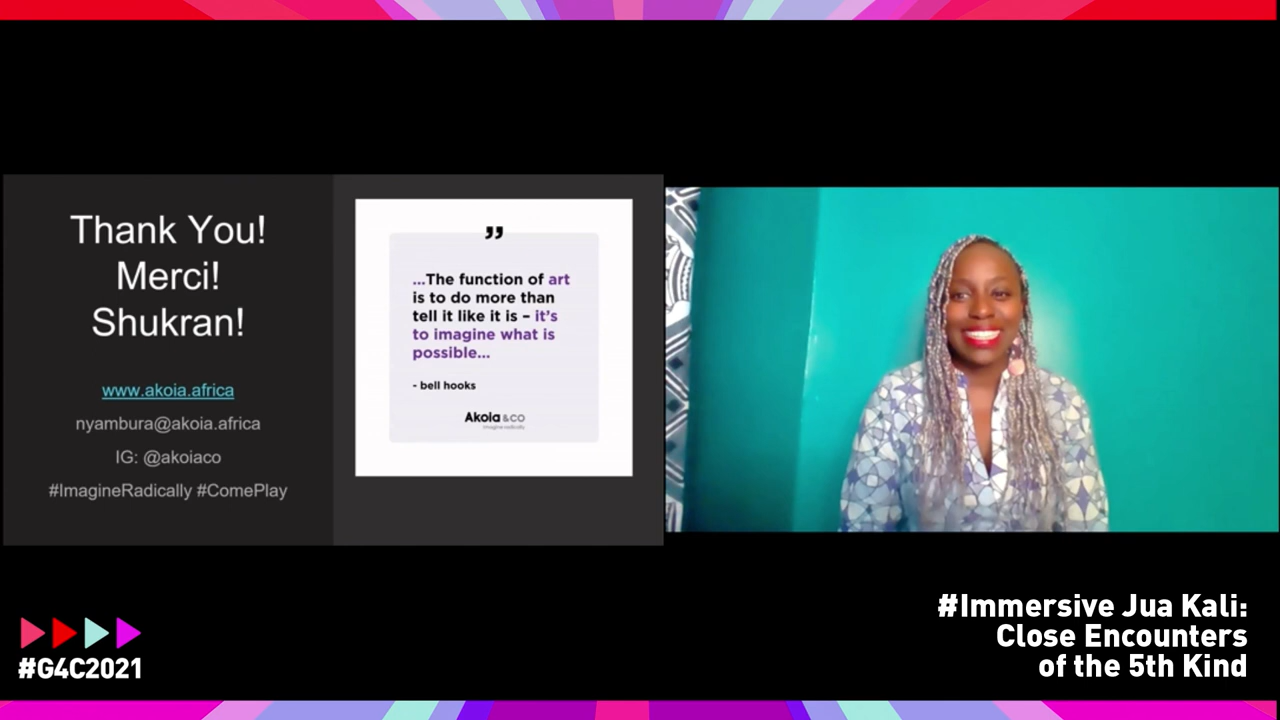 Thank You!
Merci!
Shukran!
www.akoia.africa
nyambura@akoia.africa
IG: @akoiaco
#ImagineRadically #ComePlay
”
...The function of art
is to do more than
tell it like it is – it's
to imagine what is
possible...
- bell hooks
Akoia &CO
imagine radically
#G4C2021
#Immersive Jua Kali:
Close Encounters
of the 5th Kind